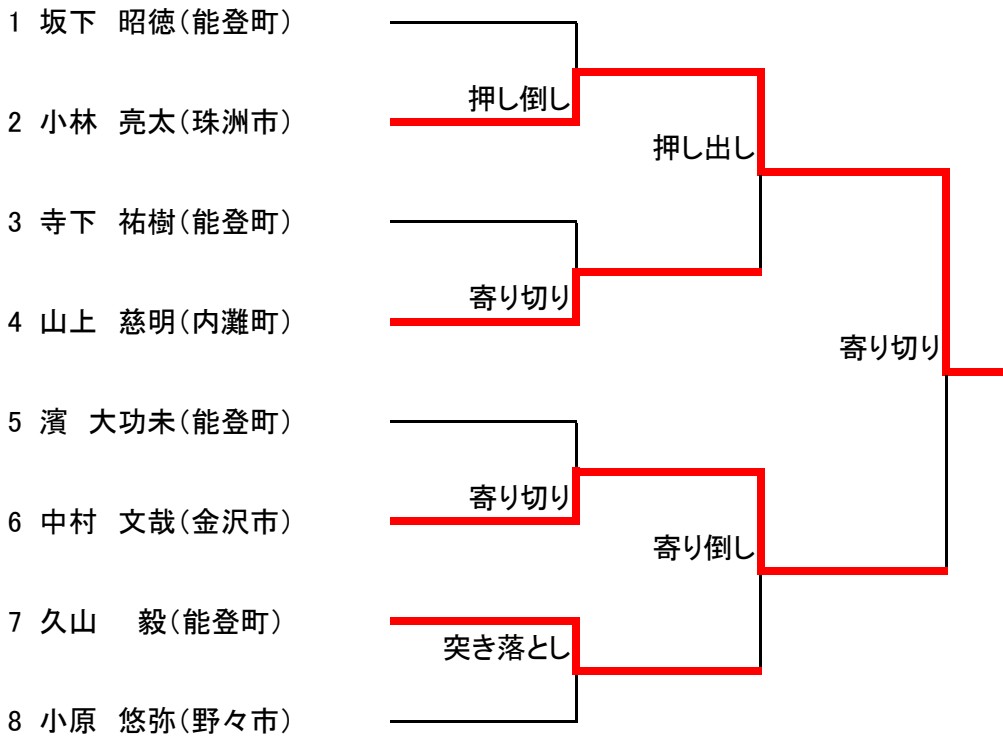 1 坂下 昭徳(能登町)
押し倒し
2 小林 亮太(珠洲市)
押し出し
3 寺下 祐樹(能登町)
寄り切り
4 山上 慈明(内灘町)
寄り切り
5 濱 大功未(能登町)
寄り切り
6 中村 文哉(金沢市)
寄り倒し
7 久山 毅(能登町)
突き落とし
8 小原 悠弥(野々市)